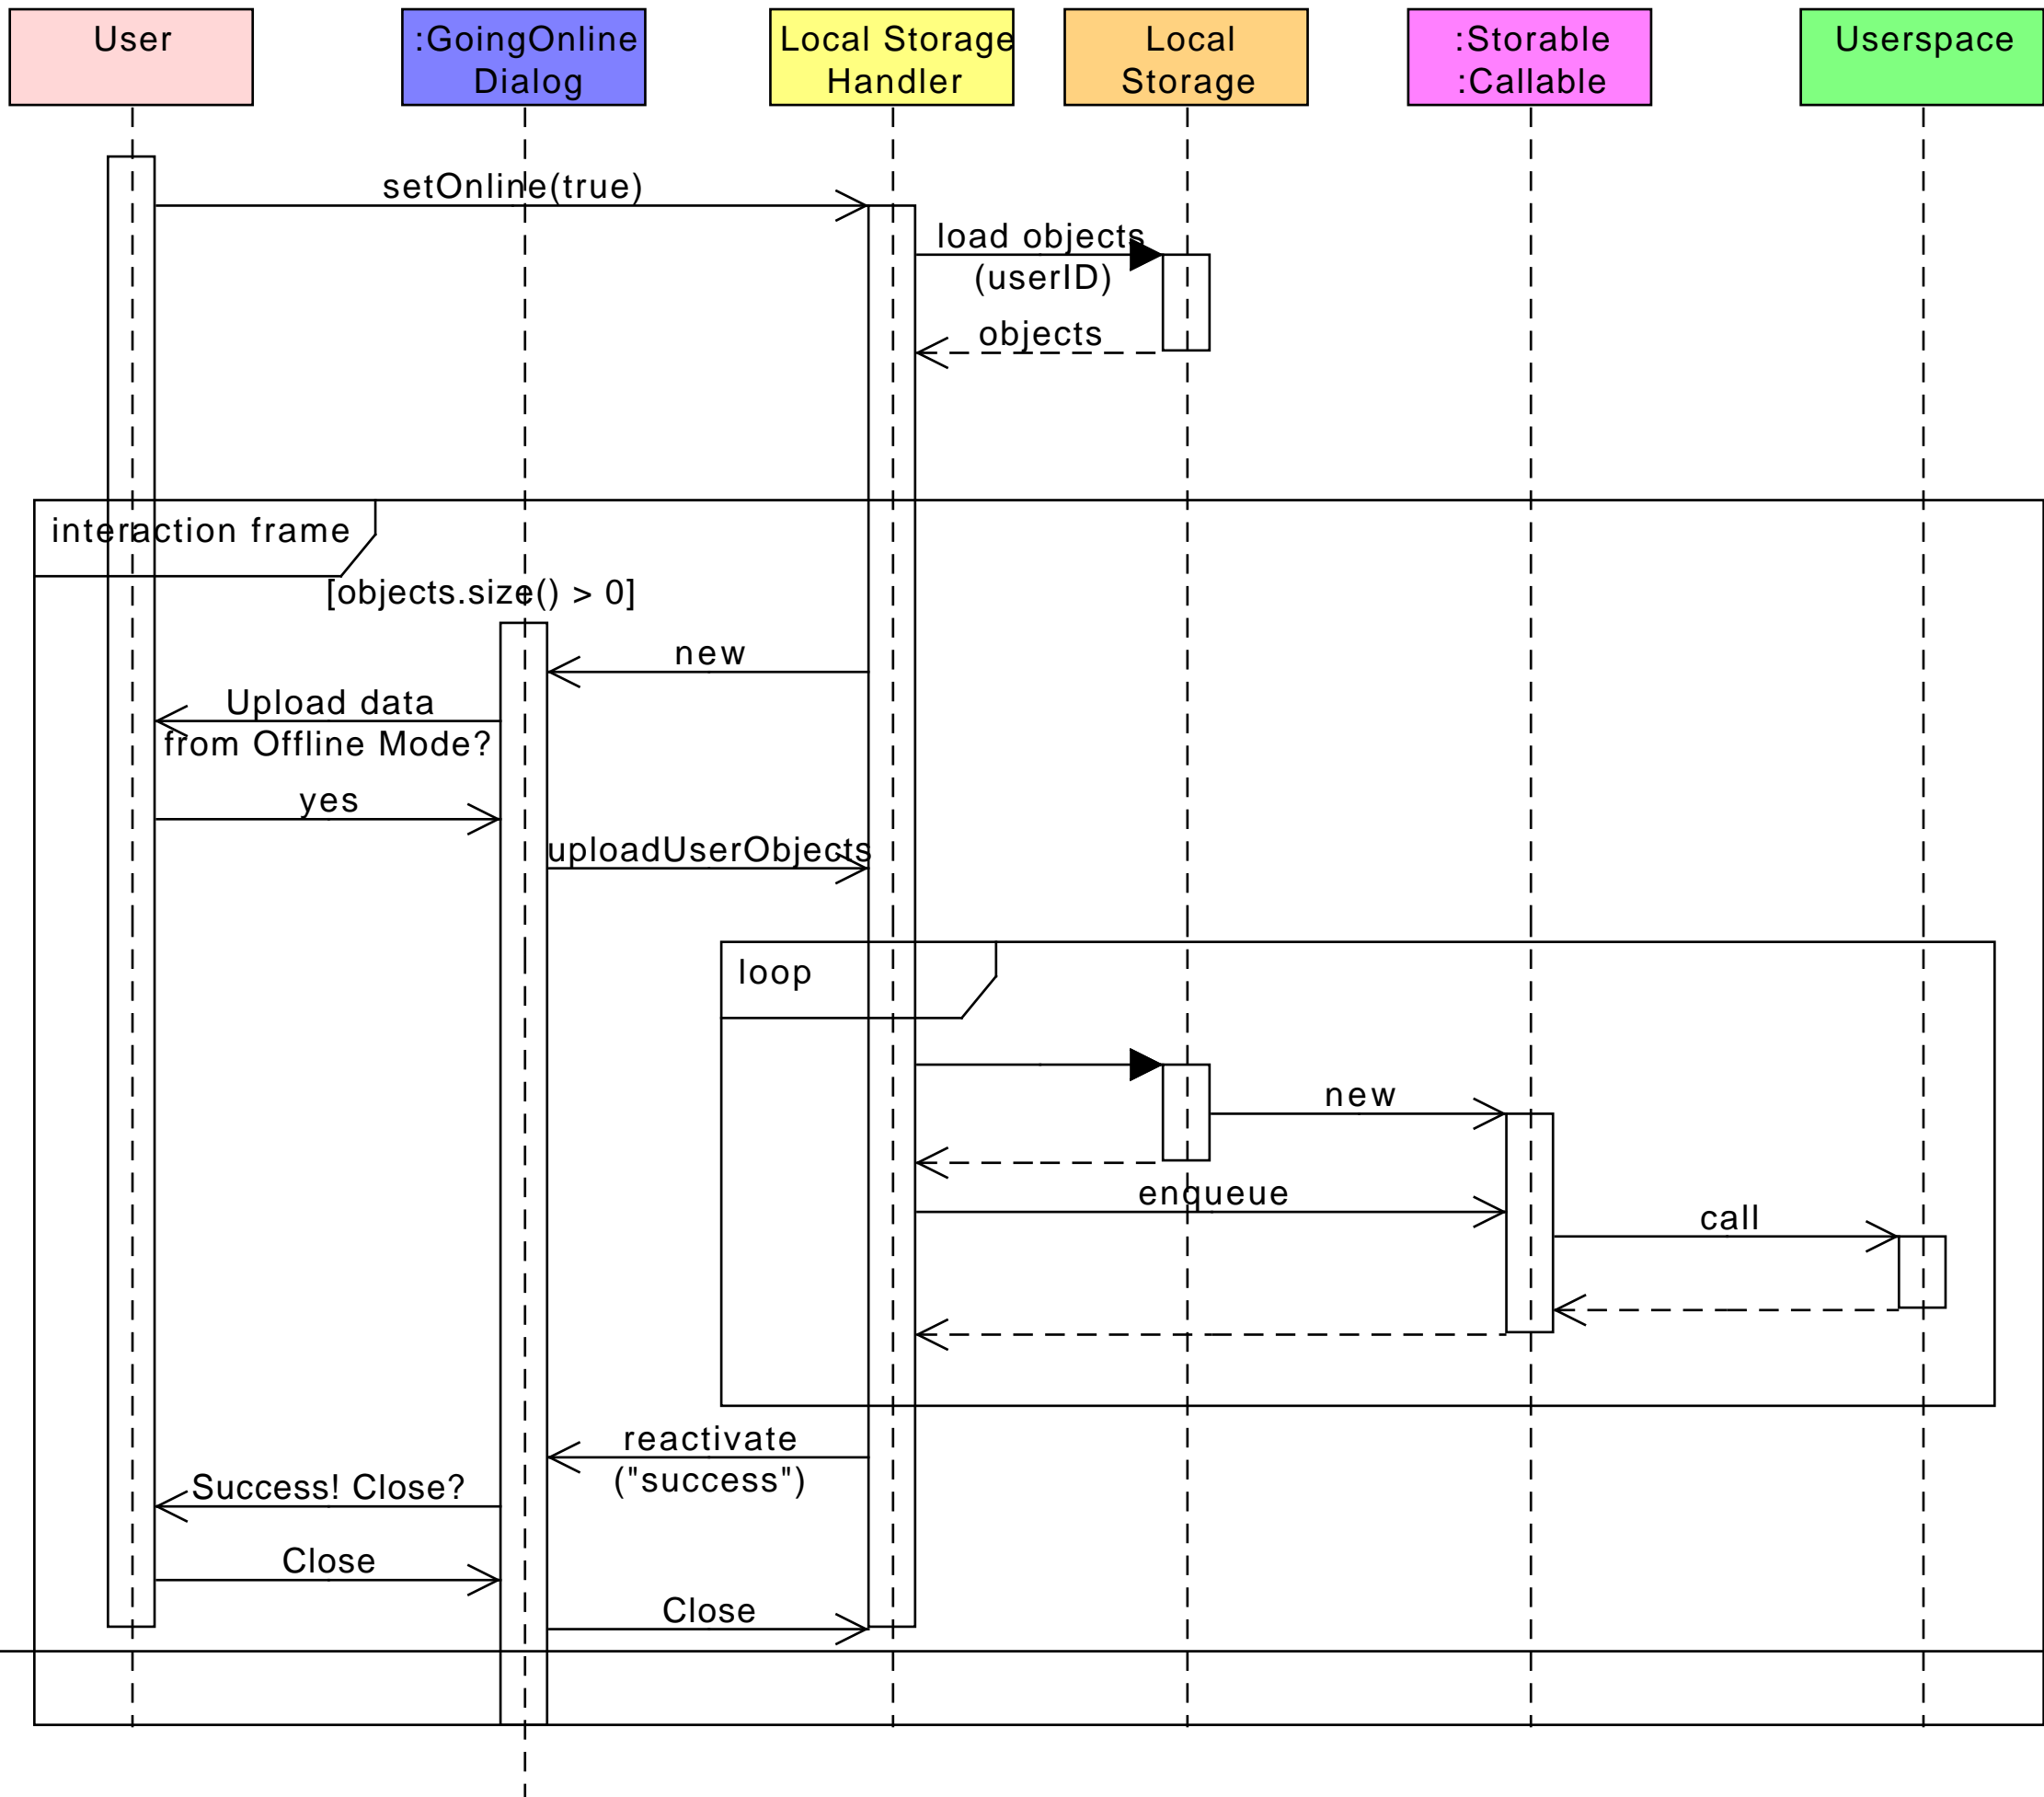 User
:GoingOnline
Dialog
Local Storage
Handler
Local
Storage
:Storable
:Callable
Userspace
setOnline(true)
load objects
(userID)
objects
interaction frame
[objects.size() > 0]
new
Upload data
from Offline Mode?
yes
uploadUserObjects
loop
new
enqueue
call
reactivate
("success")
Success! Close?
Close
Close